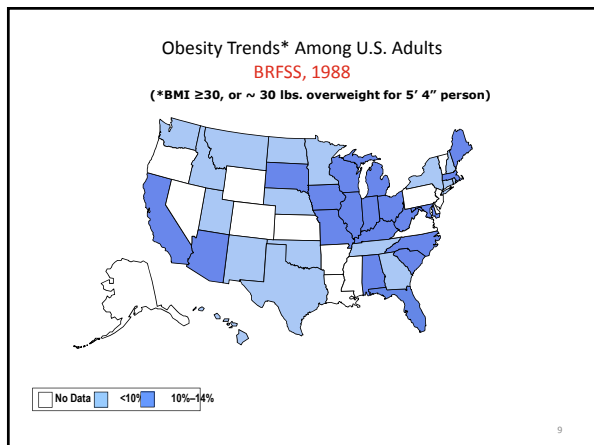 Obesity Trends* Among U.S. Adults
BRFSS, 1988
(*BMI ≥30, or ~ 30 lbs. overweight for 5’ 4” person)
No Data <10% 10%–14%
9